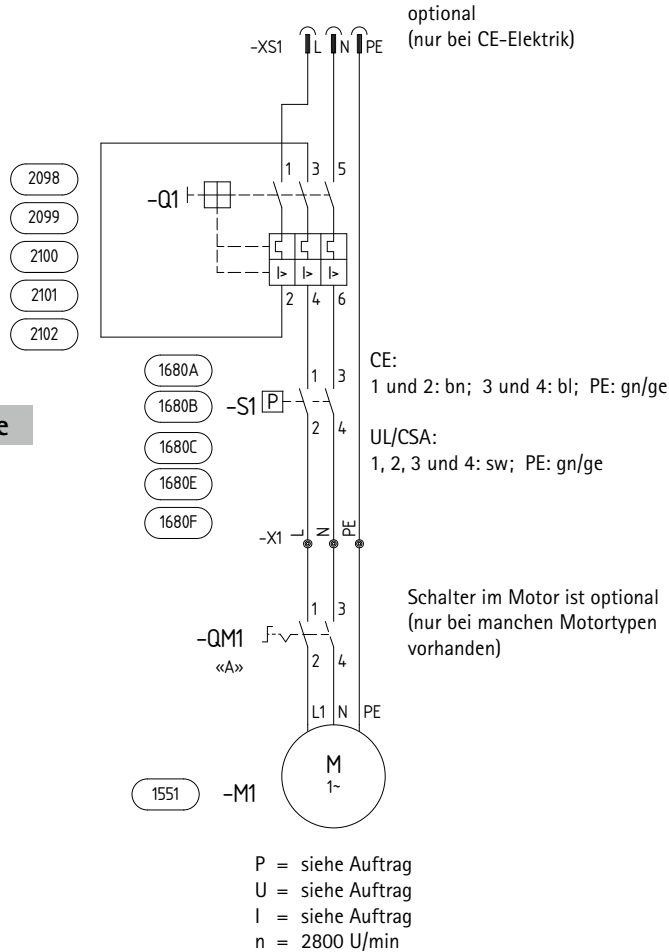 optional
(nur bei CE-Elektrik)
-XS1 L N PE
2098
2099
2100
2101
2102
-Q1
1 3 5
I> I> I>
2 4 6
1680A
1680B
1680C
1680E
1680F
-S1 P
1 3
2 4
CE:
1 und 2: bn; 3 und 4: bl; PE: gn/ge
UL/CSA:
1, 2, 3 und 4: sw; PE: gn/ge
e
-X1 L N PE
Schalter im Motor ist optional
(nur bei manchen Motortypen
vorhanden)
-QM1
«A»
1 3
2 4
L1 N PE
1551
-M1
M
1~
P = siehe Auftrag
U = siehe Auftrag
I = siehe Auftrag
n = 2800 U/min